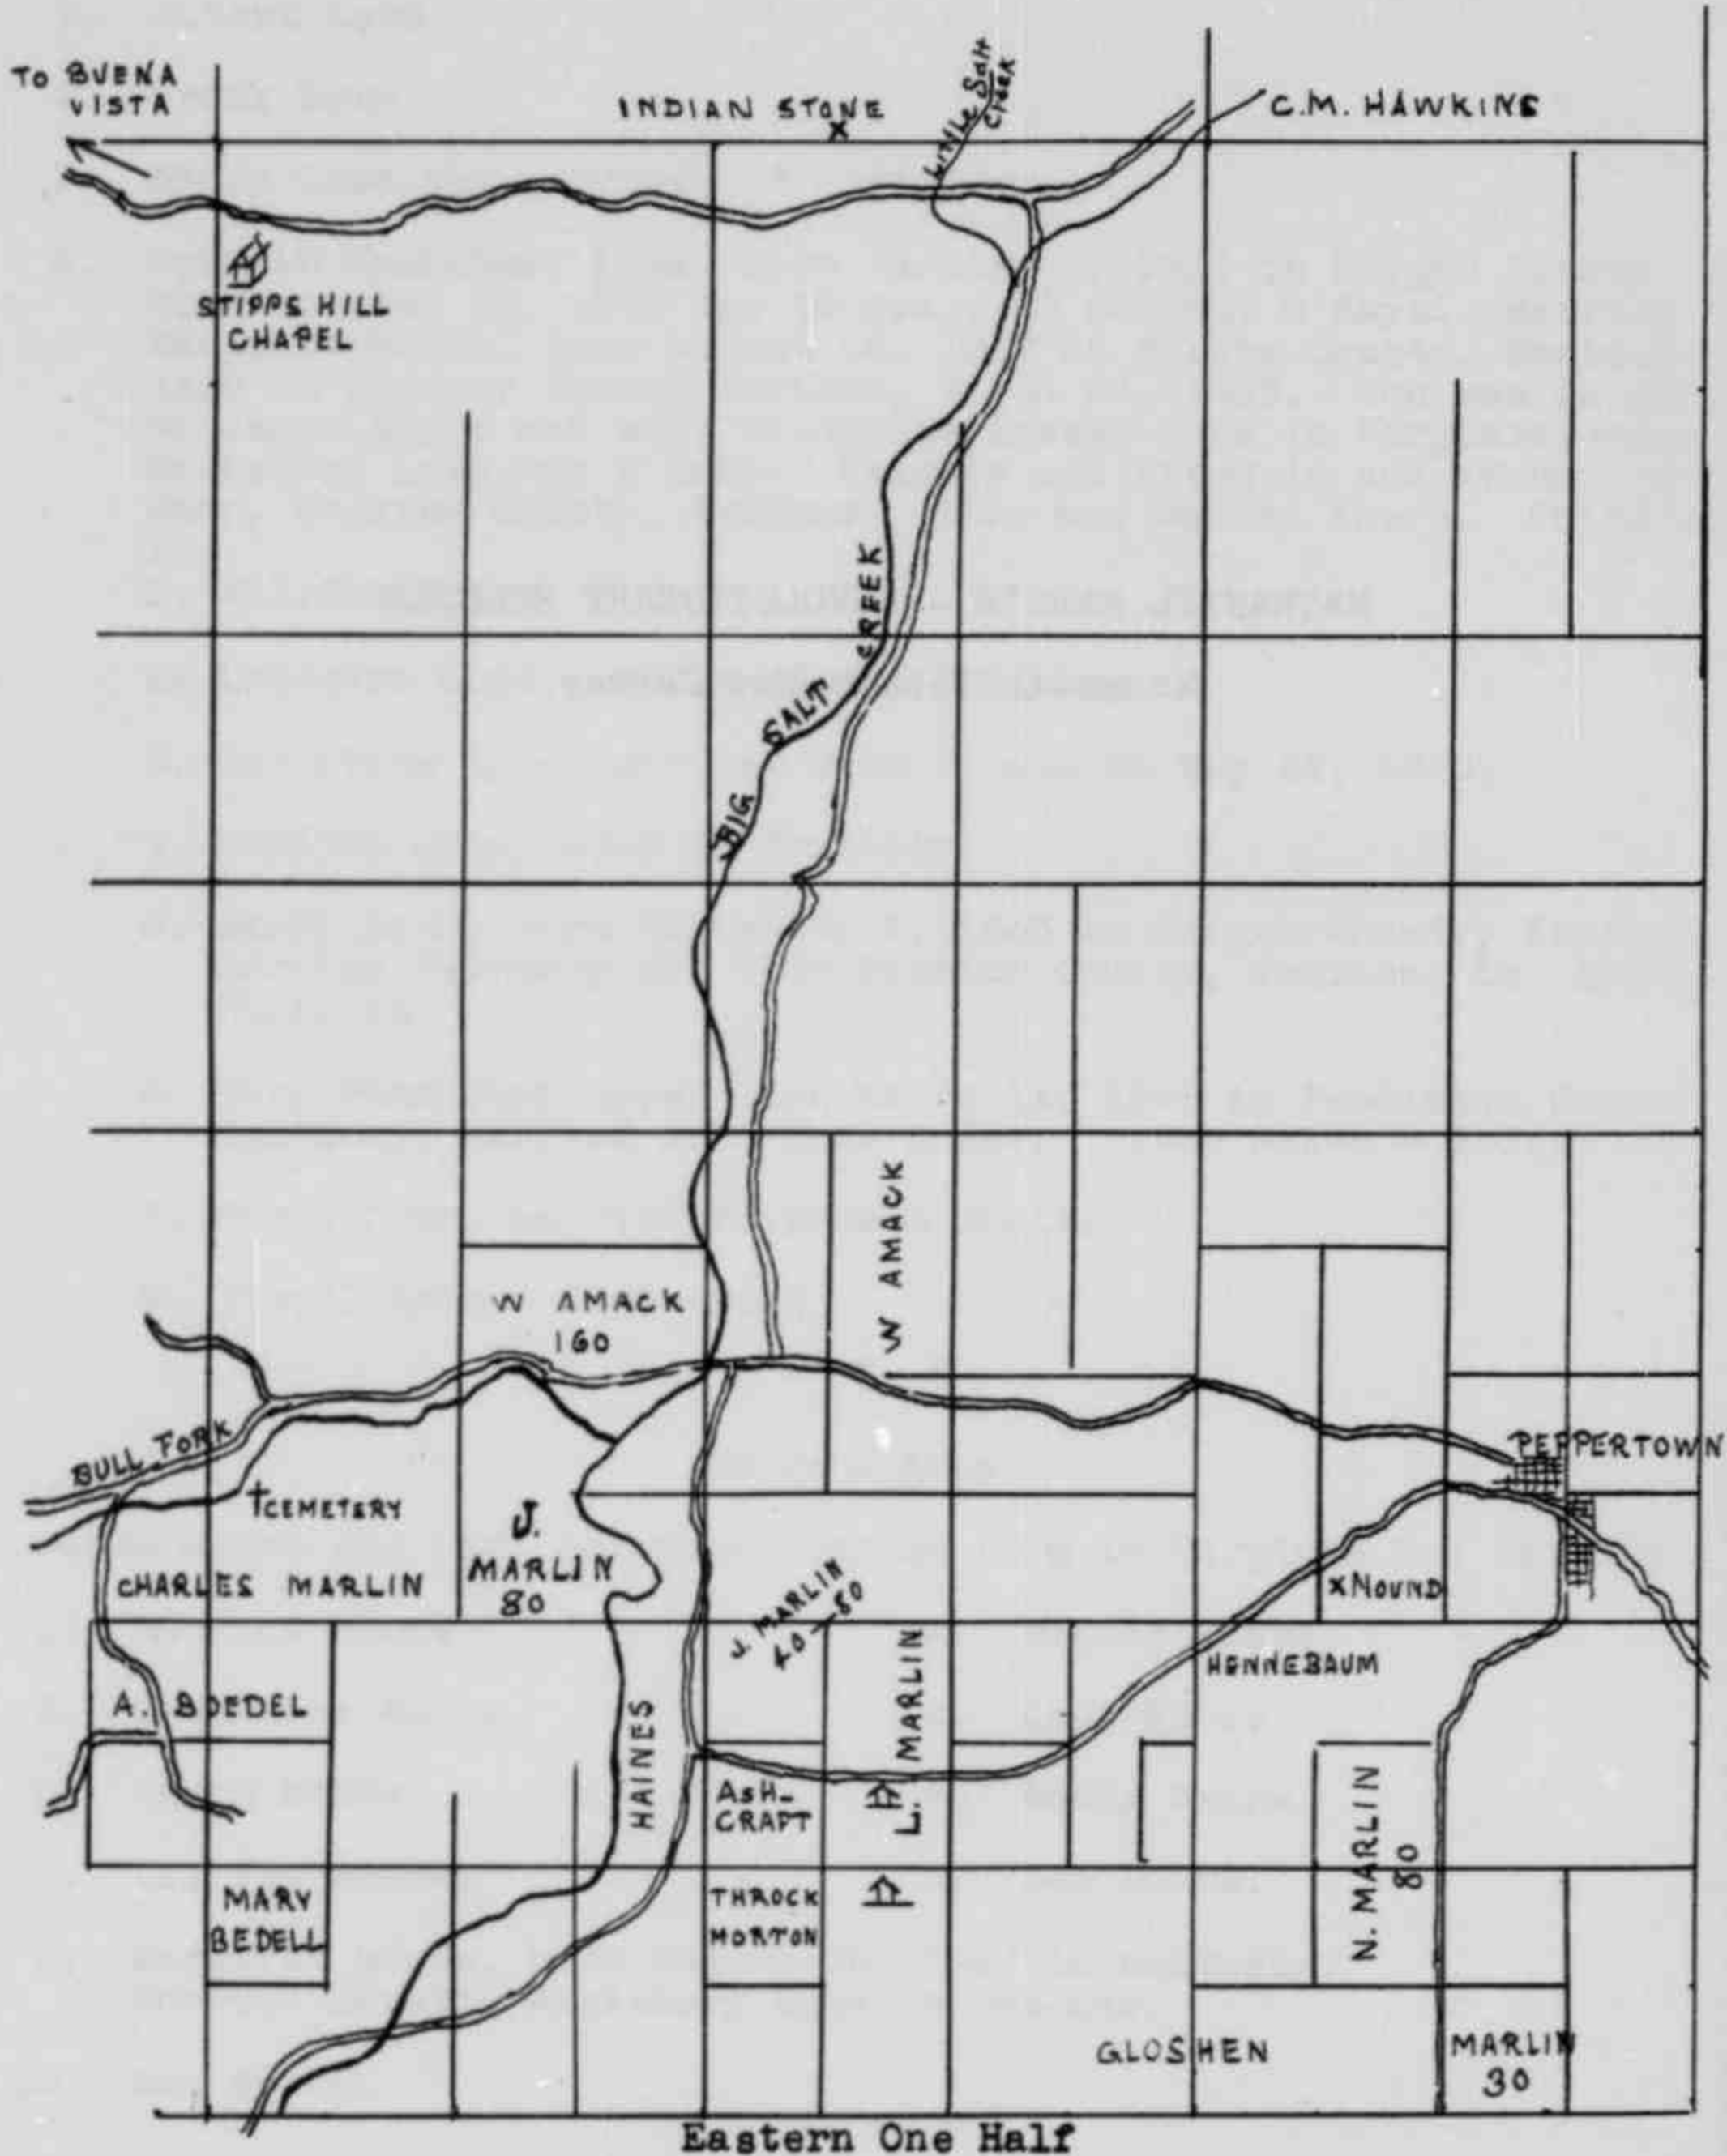 TO BUENA
VISTA
INDIAN STONE
x
LITTLE Salt
CREEK
C.M. HAWKINS
STIPPS HILL
CHAPEL
BIG SALT CREEK
W AMACK
160
W AMACK
BULL FORK
PEPPERTOWN
CEMETERY
CHARLES MARLIN
J.
MARLIN
80
J. MARLIN
40-80
x MOUND
HENNEBAUM
A. BOEDEL
HAINES
L. MARLIN
ASH-
CRAFT
N. MARLIN
80
MARY
BEDELL
THROCK
MORTON
GLOSHEN
MARLIN
30
Eastern One Half